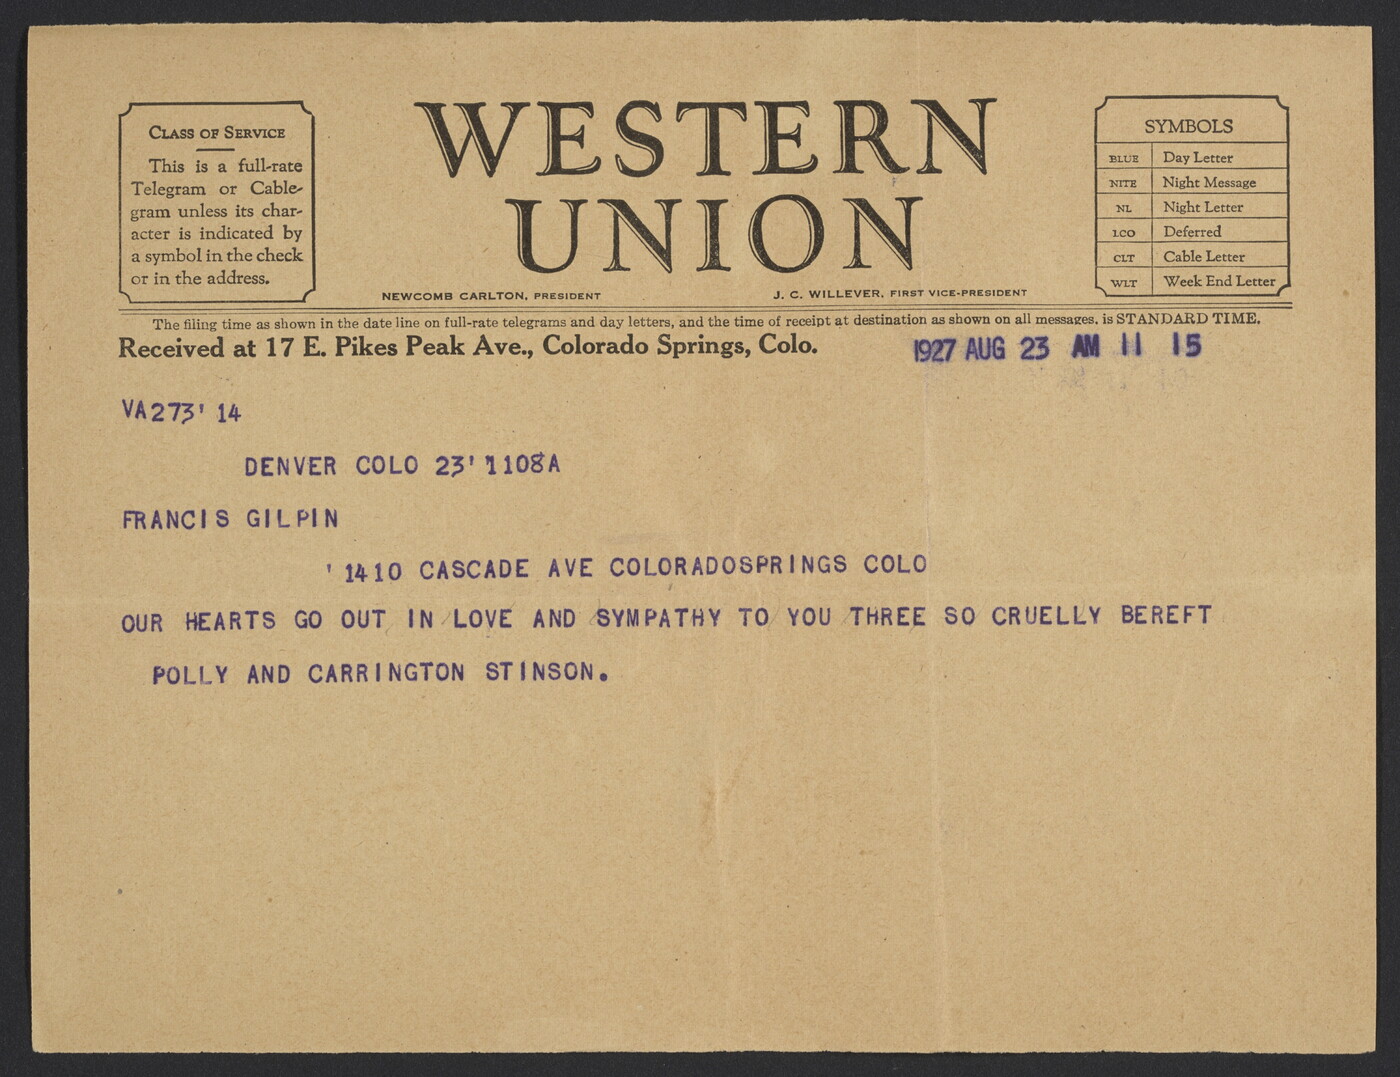 CLASS OF SERVICE
This is a full-rate
Telegram or Cable-
gram unless its char-
acter is indicated by
a symbol in the check
or in the address.
WESTERN
UNION
SYMBOLS
BLUE Day Letter
NITE Night Message
NL Night Letter
LCO Deferred
CLT Cable Letter
WLT Week End Letter
NEWCOMB CARLTON, PRESIDENT
J. C. WILLEVER, FIRST VICE-PRESIDENT
The filing time as shown in the date line on full-rate telegrams and day letters, and the time of receipt at destination as shown on all messages, is STANDARD TIME.
Received at 17 E. Pikes Peak Ave., Colorado Springs, Colo.
1927 AUG 23 AM 11 15
VA273' 14
DENVER COLO 23' 1108A
FRANCIS GILPIN
' 1410 CASCADE AVE COLORADOSPRINGS COLO
OUR HEARTS GO OUT IN LOVE AND SYMPATHY TO YOU THREE SO CRUELLY BEREFT
POLLY AND CARRINGTON STINSON.